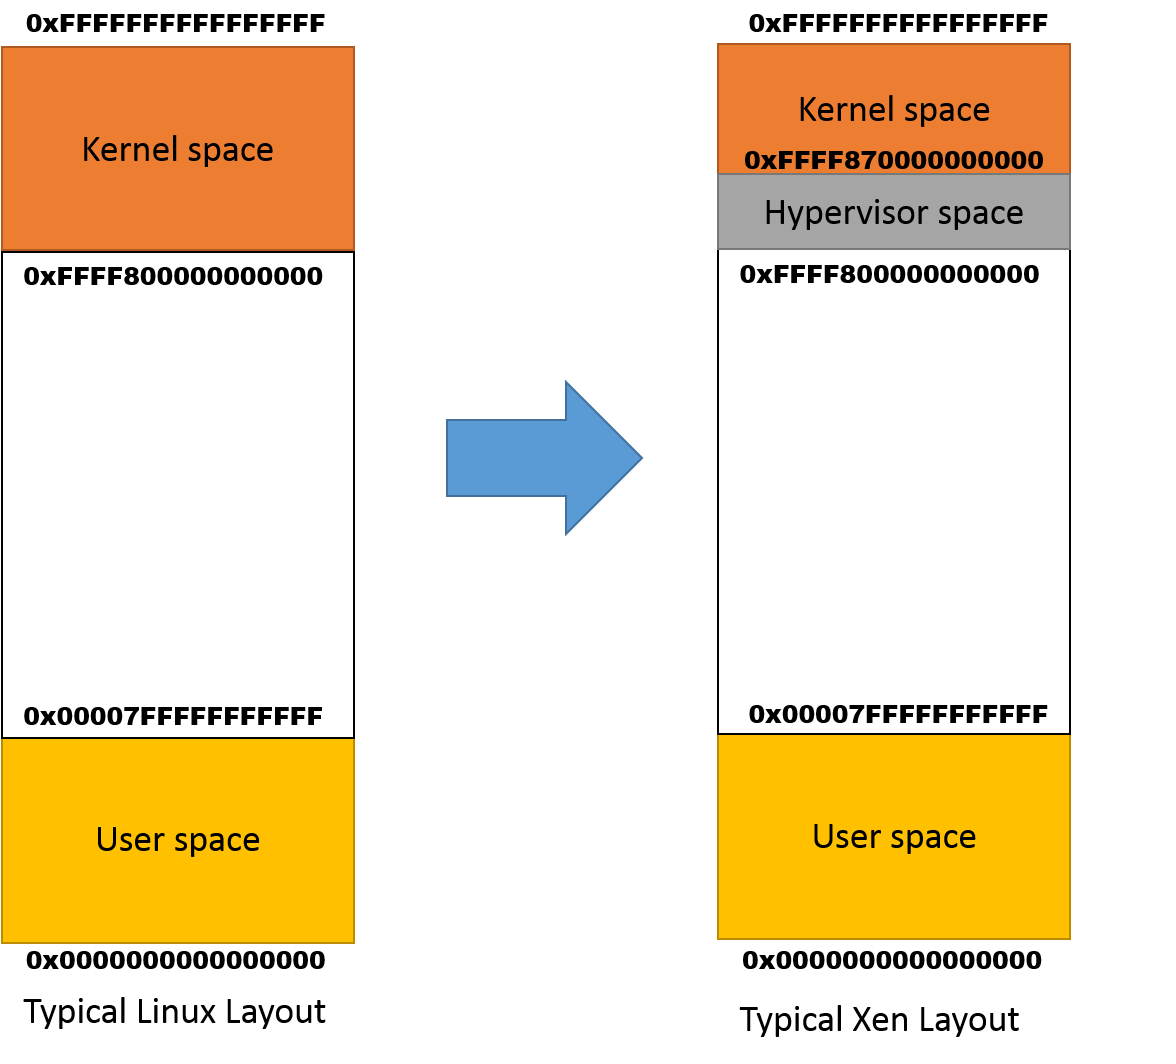 0xFFFFFFFFFFFFFFFF
Kernel space
0xFFFF800000000000
0x00007FFFFFFFFFFF
User space
0x0000000000000000
Typical Linux Layout
0xFFFFFFFFFFFFFFFF
Kernel space
0xFFFF870000000000
Hypervisor space
0xFFFF800000000000
0x00007FFFFFFFFFFF
User space
0x0000000000000000
Typical Xen Layout